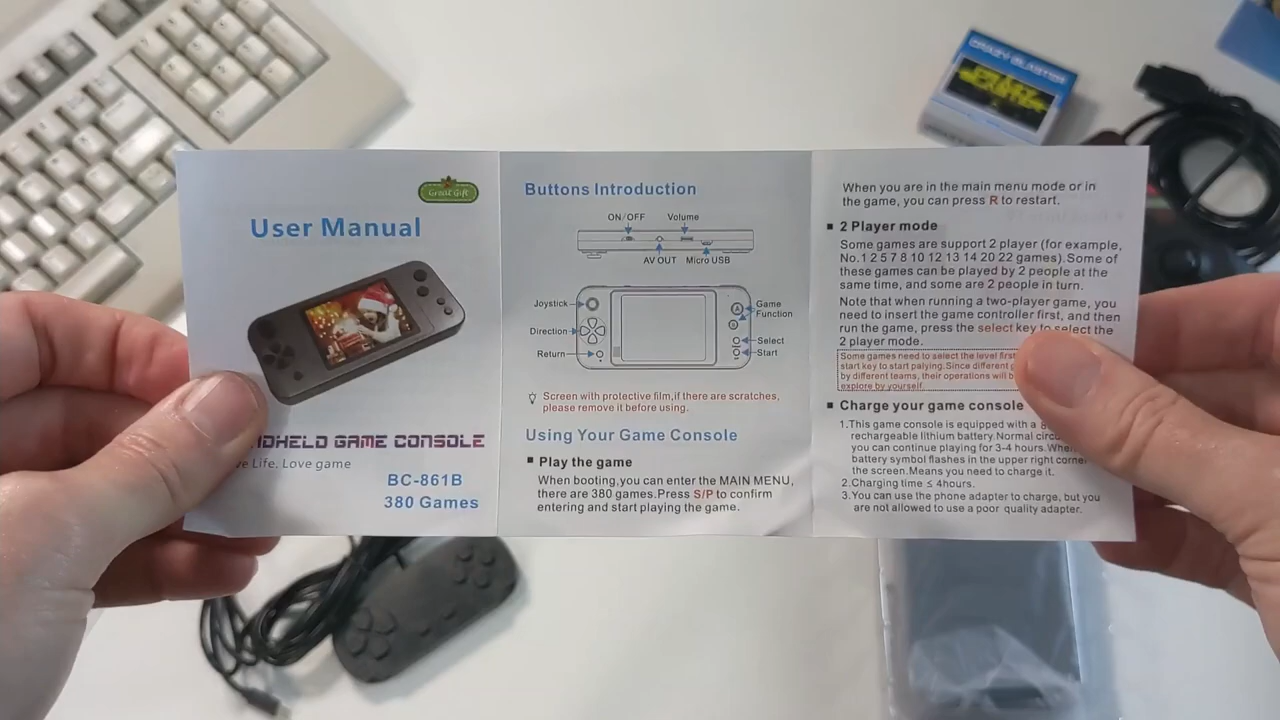 CRAZY BLASTER
Great Gift
User Manual
HANDHELD GAME CONSOLE
Life. Love game
BC-861B
380 Games
Buttons Introduction
ON/OFF Volume
AV OUT Micro USB
Joystick
Direction
Return
A
B
Game
Function
Select
Start
Screen with protective film,if there are scratches,
please remove it before using.
Using Your Game Console
■ Play the game
When booting,you can enter the MAIN MENU,
there are 380 games.Press S/P to confirm
entering and start playing the game.
When you are in the main menu mode or in
the game, you can press R to restart.
■ 2 Player mode
Some games are support 2 player (for example,
No.1 2 5 7 8 10 12 13 14 20 22 games).Some of
these games can be played by 2 people at the
same time, and some are 2 people in turn.
Note that when running a two-player game, you
need to insert the game controller first, and then
run the game, press the select key to select the
2 player mode.
Some games need to select the level first
start key to start palying.Since different
by different teams, their operations will
explore by yourself.
■ Charge your game console
1.This game console is equipped with a
rechargeable lithium battery. Normal
you can continue playing for 3-4 hours.
battery symbol flashes in the upper right corner
the screen.Means you need to charge it.
2.Charging time ≤ 4hours.
3.You can use the phone adapter to charge, but you
are not allowed to use a poor quality adapter.